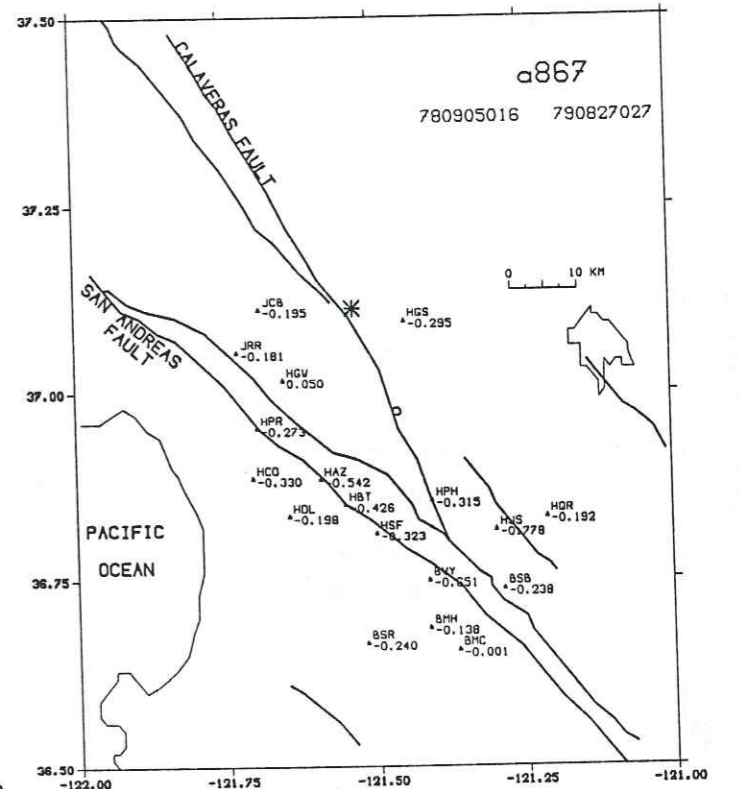 37.50
CALAVERAS FAULT
a867
780905016 790827027
37.25
0 10 KM
SAN ANDREAS
FAULT
JCB
-0.195
HGS
-0.295
JRR
-0.181
HGW
0.050
37.00
HPR
-0.273
HCO
-0.330
HAZ
-0.542
HBT
-0.426
HPH
-0.315
HDL
-0.198
HSF
-0.323
HJS
-0.778
HQR
-0.192
PACIFIC
OCEAN
36.75
BVY
-0.651
BSB
-0.238
BMH
-0.138
BSR
-0.240
BMC
-0.001
36.50
-122.00 -121.75 -121.50 -121.25 -121.00